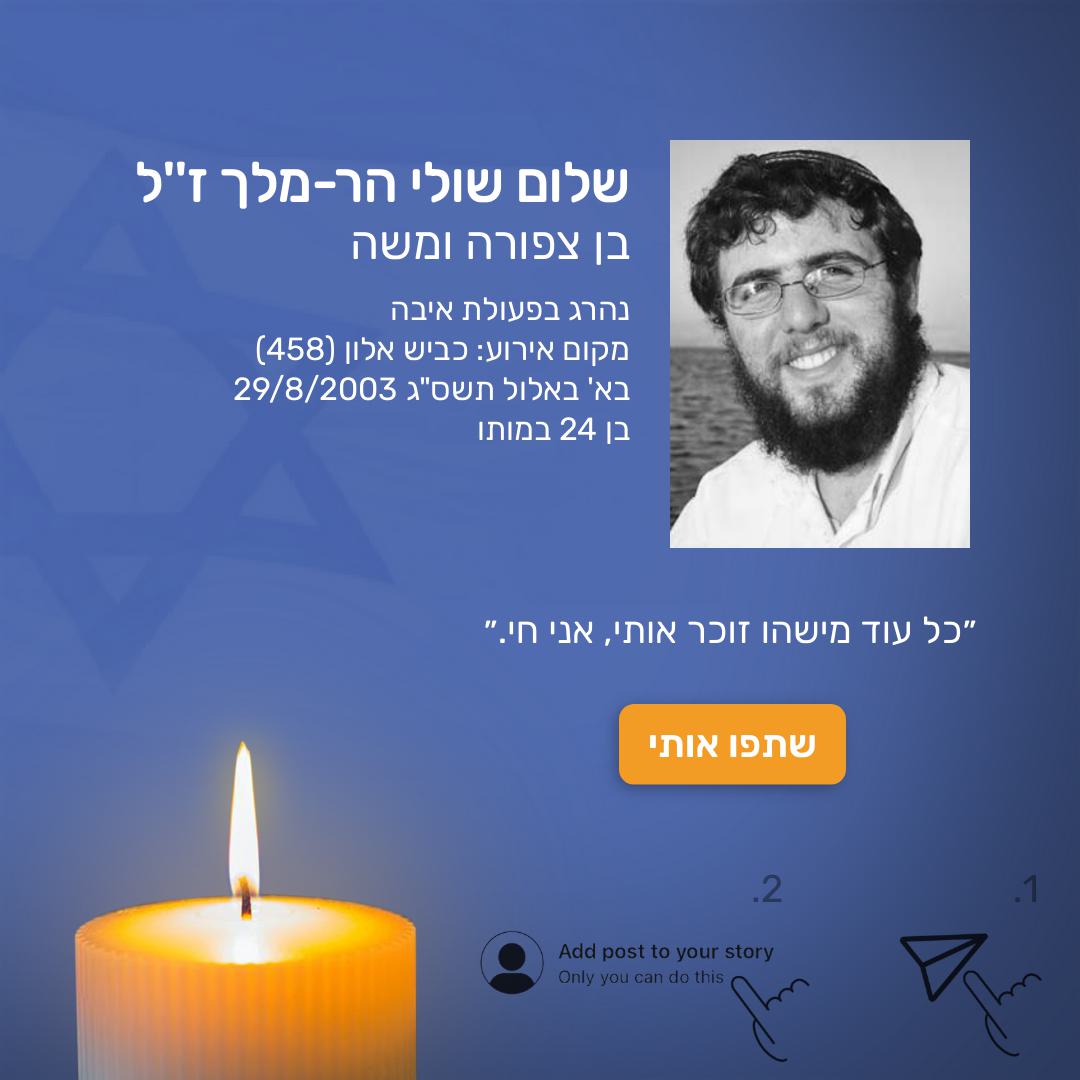 שלום שולי הר-מלך ז"ל
בן צפורה ומשה
נהרג בפעולת איבה
מקום אירוע: כביש אלון (458)
בא' באלול תשס"ג 29/8/2003
בן 24 במותו
״כל עוד מישהו זוכר אותי, אני חי.״
שתפו אותי
.1
.2
Add post to your story
Only you can do this